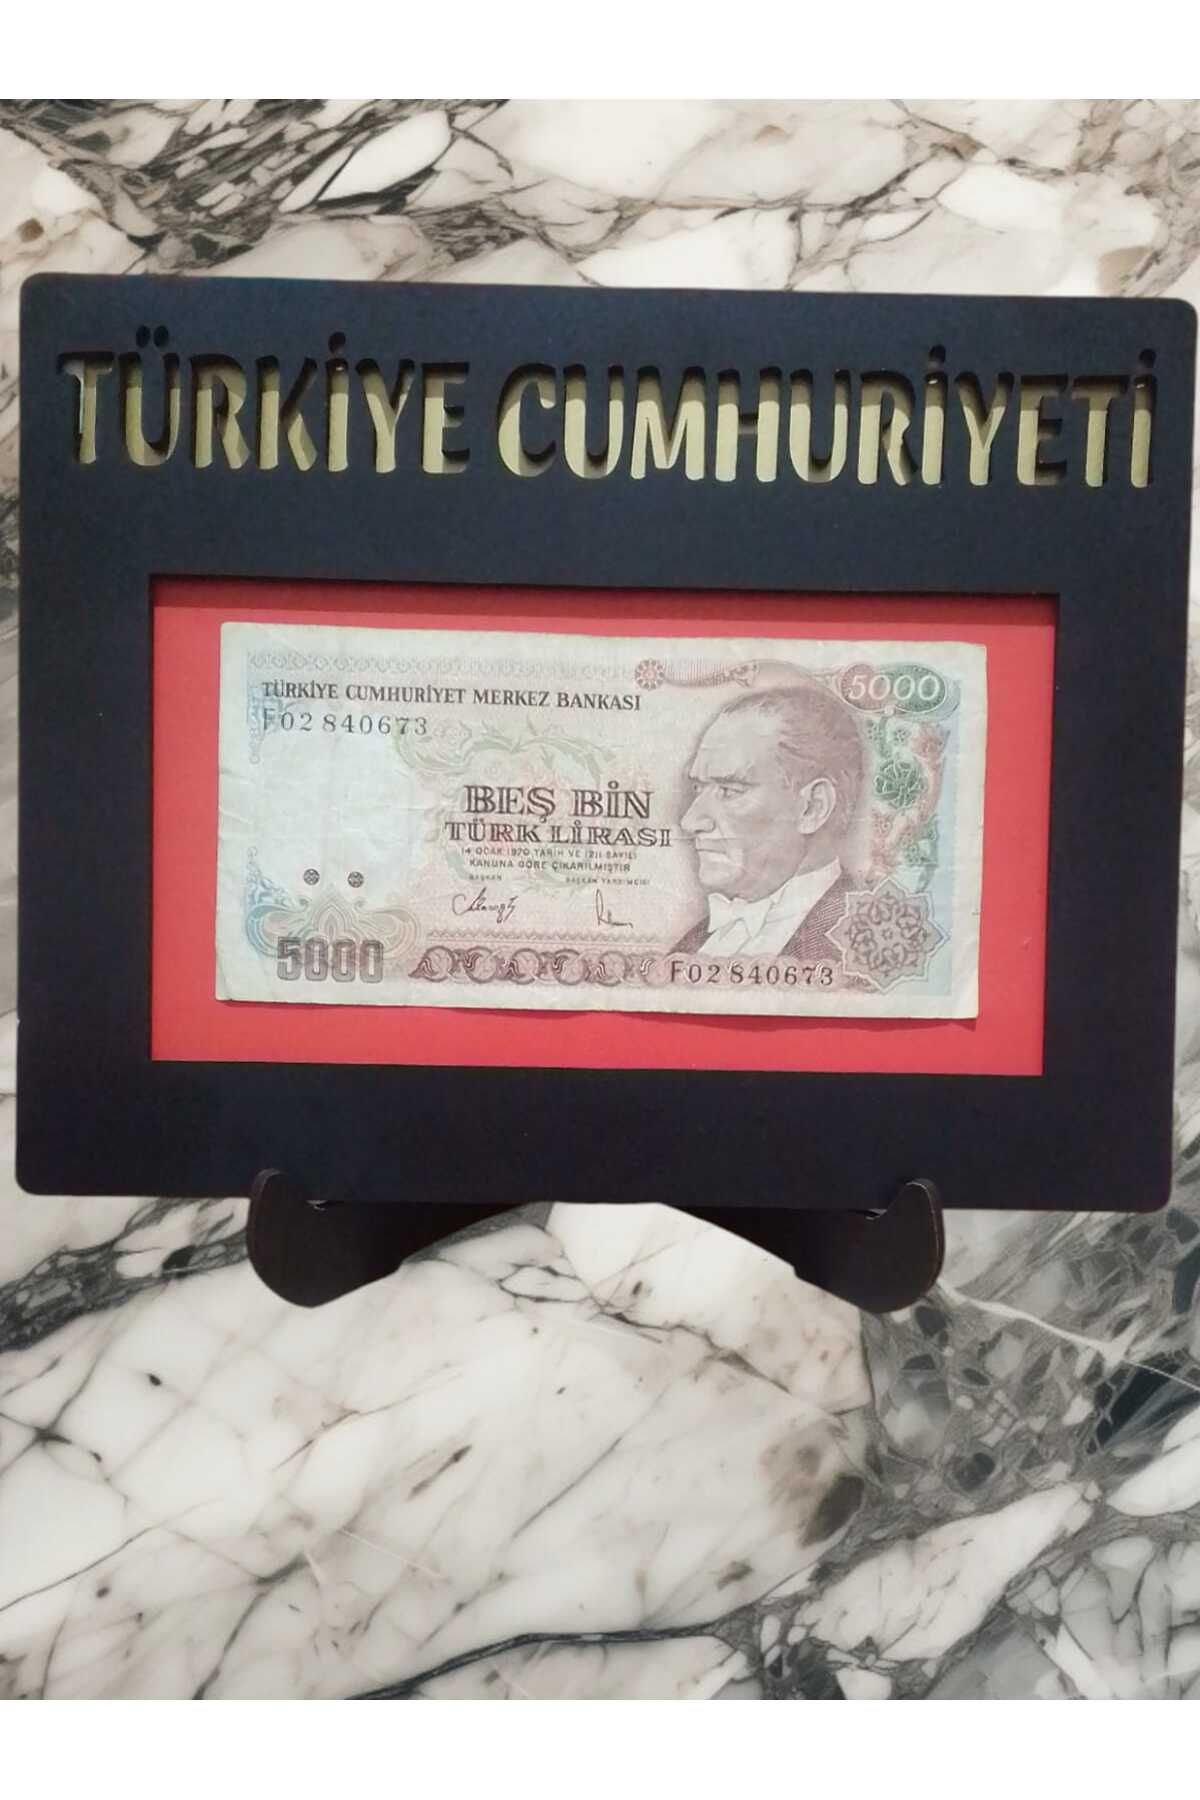 TÜRKİYE CUMHURİYETİ
TÜRKİYE CUMHURİYET MERKEZ BANKASI
5000
F02 840673
BEŞ BİN
TÜRK LİRASI
14 OCAK 1970 TARİH VE 1211 SAYILI
KANUNA GÖRE ÇIKARILMIŞTIR
BAŞKAN BAŞKAN YARDIMCISI
5000
F02 840673